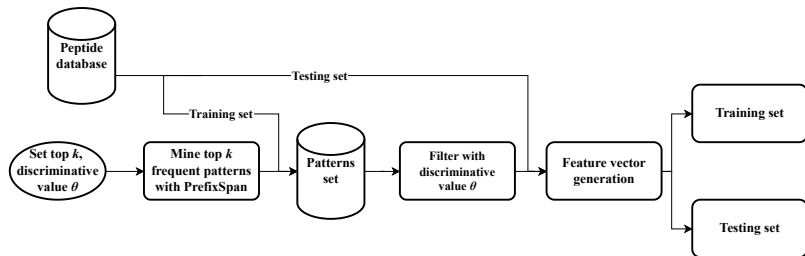 Peptide
database
Testing set
Training set
Training set
Set top k,
discriminative
value θ
Mine top k
frequent patterns
with PrefixSpan
Patterns
set
Filter with
discriminative
value θ
Feature vector
generation
Testing set